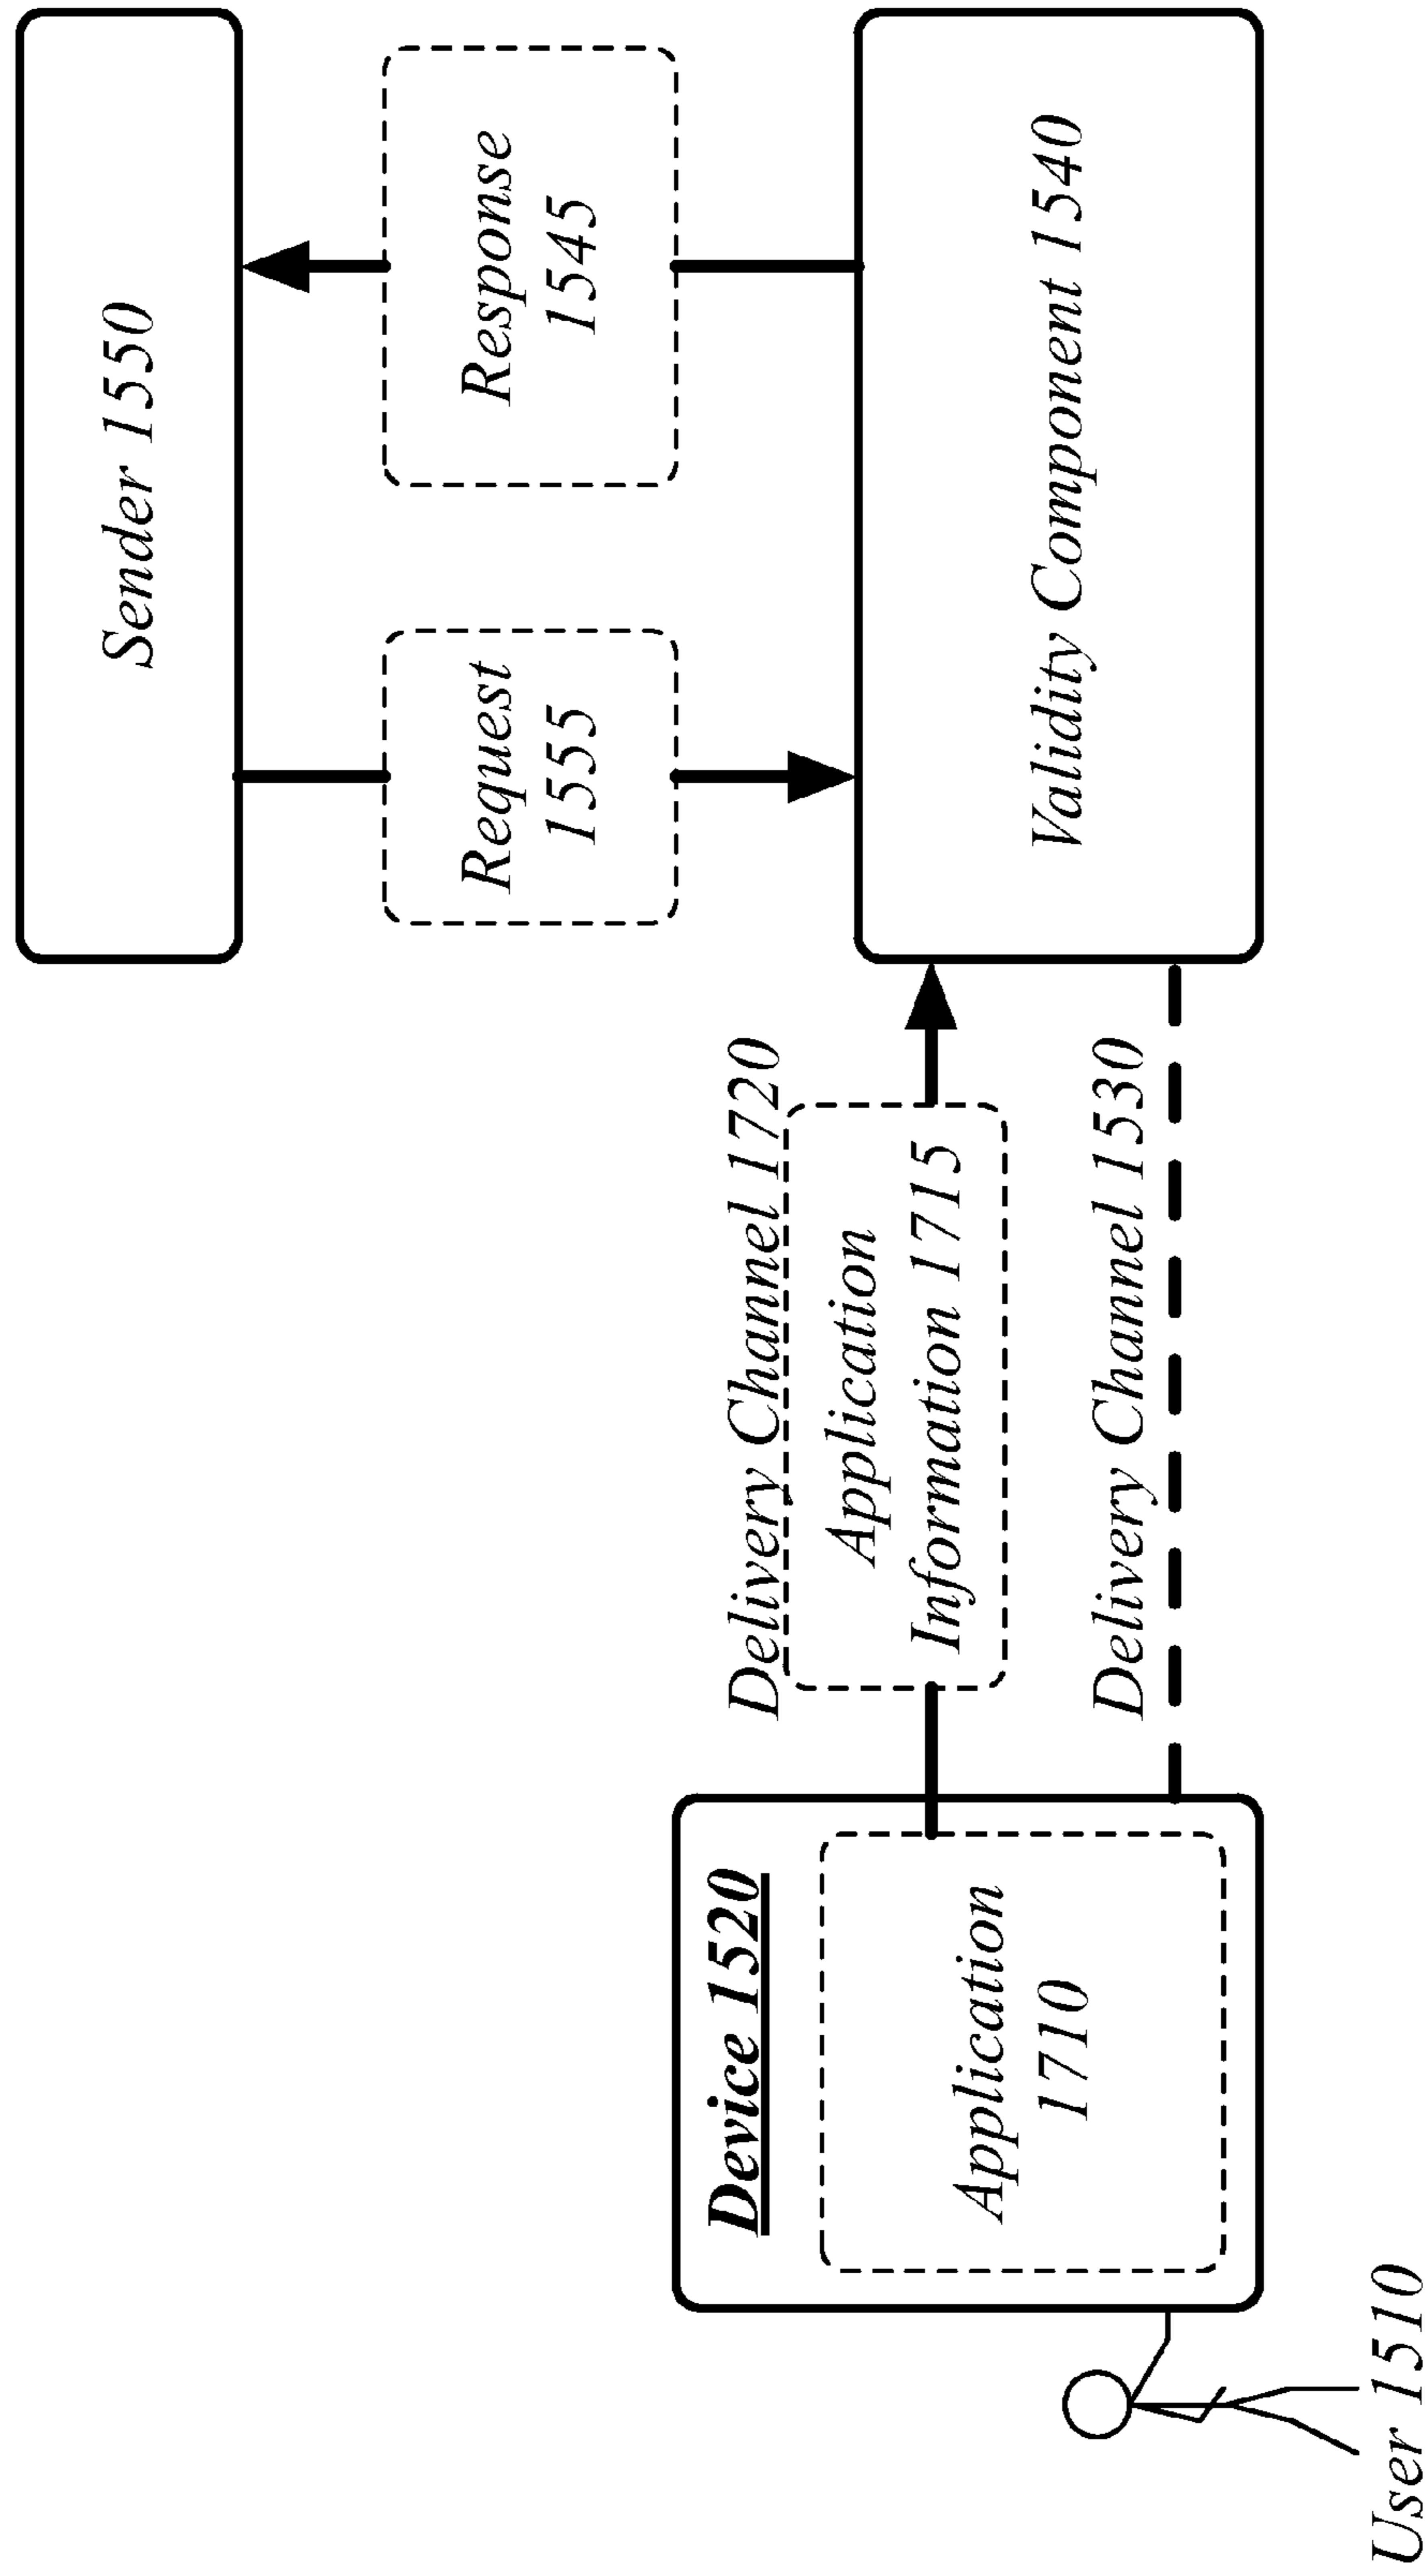 Sender 1550
Request
1555
Response
1545
Delivery Channel 1720
Device 1520
Application
Information 1715
Application
1710
Validity Component 1540
Delivery Channel 1530
User 1510